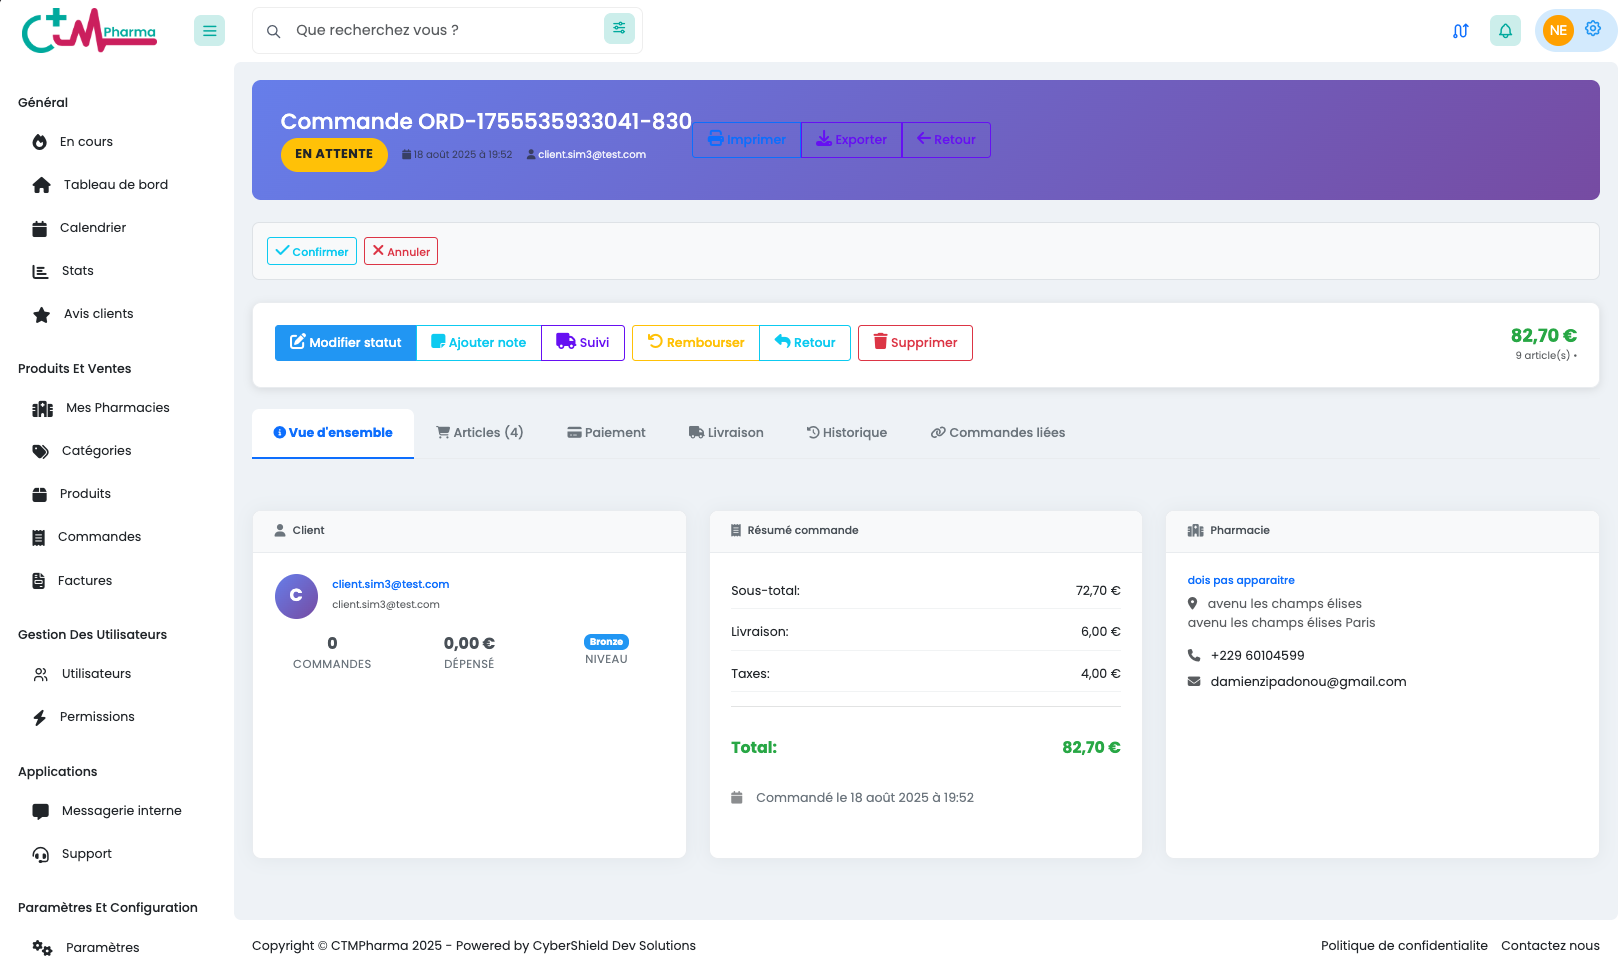 CTM Pharma
Que recherchez vous ?
NE
Général
En cours
Tableau de bord
Calendrier
Stats
Avis clients
Produits Et Ventes
Mes Pharmacies
Catégories
Produits
Commandes
Factures
Gestion Des Utilisateurs
Utilisateurs
Permissions
Applications
Messagerie interne
Support
Paramètres Et Configuration
Paramètres
Commande ORD-1755535933041-830
EN ATTENTE 18 août 2025 à 19:52 client.sim3@test.com
Imprimer Exporter Retour
Confirmer Annuler
Modifier statut Ajouter note Suivi Rembourser Retour Supprimer
82,70 €
9 article(s) •
Vue d'ensemble Articles (4) Paiement Livraison Historique Commandes liées
Client
C
client.sim3@test.com
client.sim3@test.com
0 0,00 € Bronze
COMMANDES DÉPENSÉ NIVEAU
Résumé commande
Sous-total: 72,70 €
Livraison: 6,00 €
Taxes: 4,00 €
Total: 82,70 €
Commandé le 18 août 2025 à 19:52
Pharmacie
dois pas apparaitre
avenu les champs élises
avenu les champs élises Paris
+229 60104599
damienzipadonou@gmail.com
Copyright © CTMPharma 2025 - Powered by CyberShield Dev Solutions
Politique de confidentialite Contactez nous